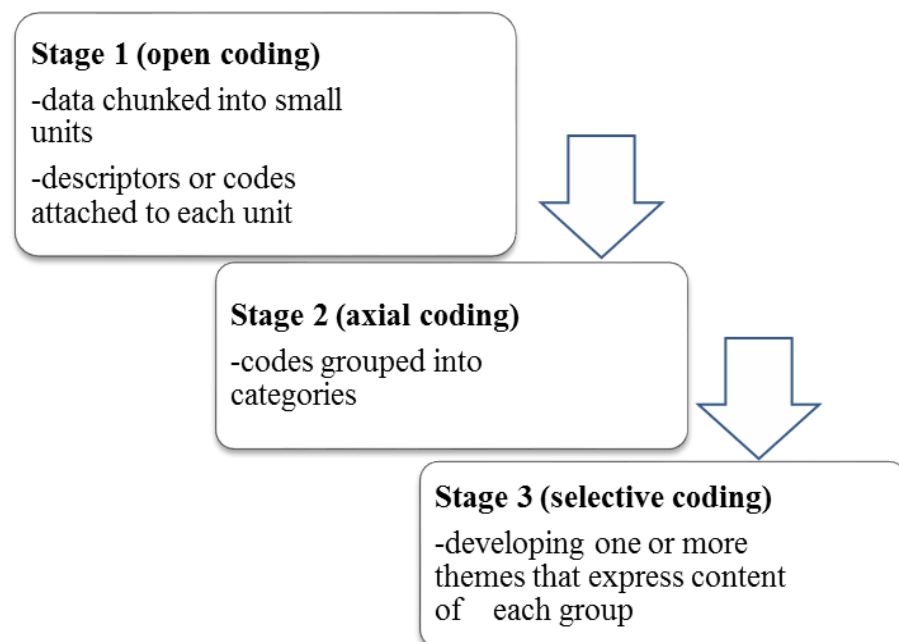 Stage 1 (open coding)
-data chunked into small
units
-descriptors or codes
attached to each unit
Stage 2 (axial coding)
-codes grouped into
categories
Stage 3 (selective coding)
-developing one or more
themes that express content
of each group